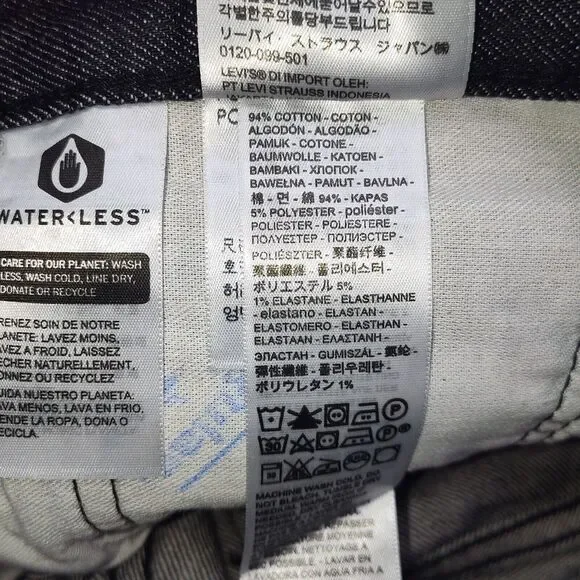 각별한주의를당부드립니다.
リーバイ・ストラウス ジャパン㈱
0120-099-501
LEVI'S® DI IMPORT OLEH:
PT LEVI STRAUSS INDONESIA
WATER<LESS™
CARE FOR OUR PLANET: WASH
LESS, WASH COLD, LINE DRY,
DONATE OR RECYCLE
PRENEZ SOIN DE NOTRE
PLANÈTE: LAVEZ MOINS,
LAVEZ A FROID, LAISSEZ
SÉCHER NATURELLEMENT,
DONNEZ OU RECYCLEZ
CUIDA NUESTRO PLANETA:
LAVA MENOS, LAVA EN FRIO,
TIENDE LA ROPA, DONA O
RECICLA.
PC
94% COTTON - COTON -
ALGODÓN - ALGODÃO -
PAMUK - COTONE -
BAUMWOLLE - KATOEN -
BAMBAKI - ХЛОПОК -
BAWEŁNA - PAMUT - BAVLNA -
棉 - 면 - 綿 94% - KAPAS
5% POLYESTER - poliéster -
POLIESTER - POLIESTERE -
ПОЛУЕΣΤΕΡ - ПОЛИЭСТЕР -
POLIÉSZTER - 聚酯纖維 -
聚酯纖維 - 폴리에스터 -
ポリエステル 5%
1% ELASTANE - ELASTHANNE
- elastano - ELASTAN -
ELASTOMERO - ELASTHAN -
ELASTAAN - ΕΛΑΣΤΑΝΗ -
ЭЛАСТАН - GUMISZÁL - 氨纶 -
彈性纖維 - 폴리우레탄 -
ポリウレタン 1%
30
MACHINE WASH COLD, DO
NOT BLEACH, TUMBLE DRY